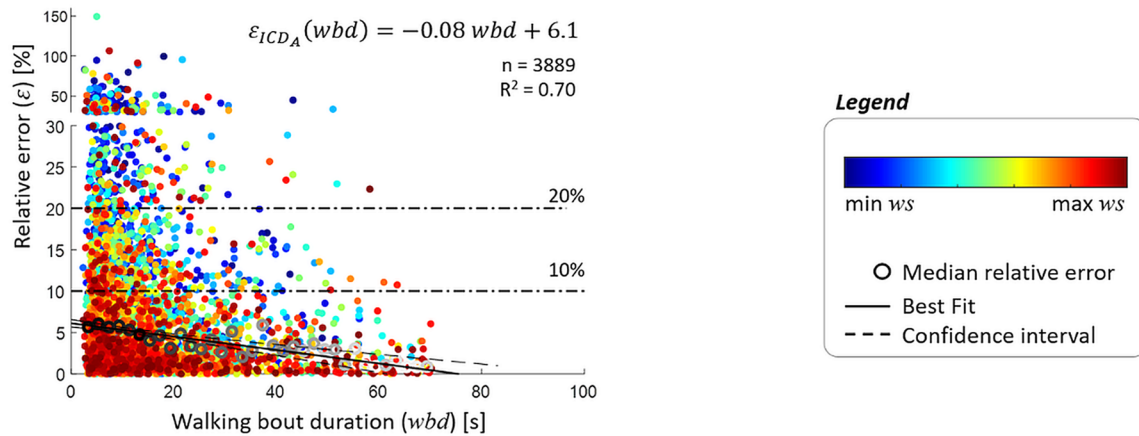 ε_ICD_A(wbd) = −0.08 wbd + 6.1
n = 3889
R² = 0.70
Relative error (ε) [%]
150
100
50
30
25
20
15
10
5
0
20%
10%
0 20 40 60 80 100
Walking bout duration (wbd) [s]
Legend
min ws max ws
Median relative error
Best Fit
Confidence interval